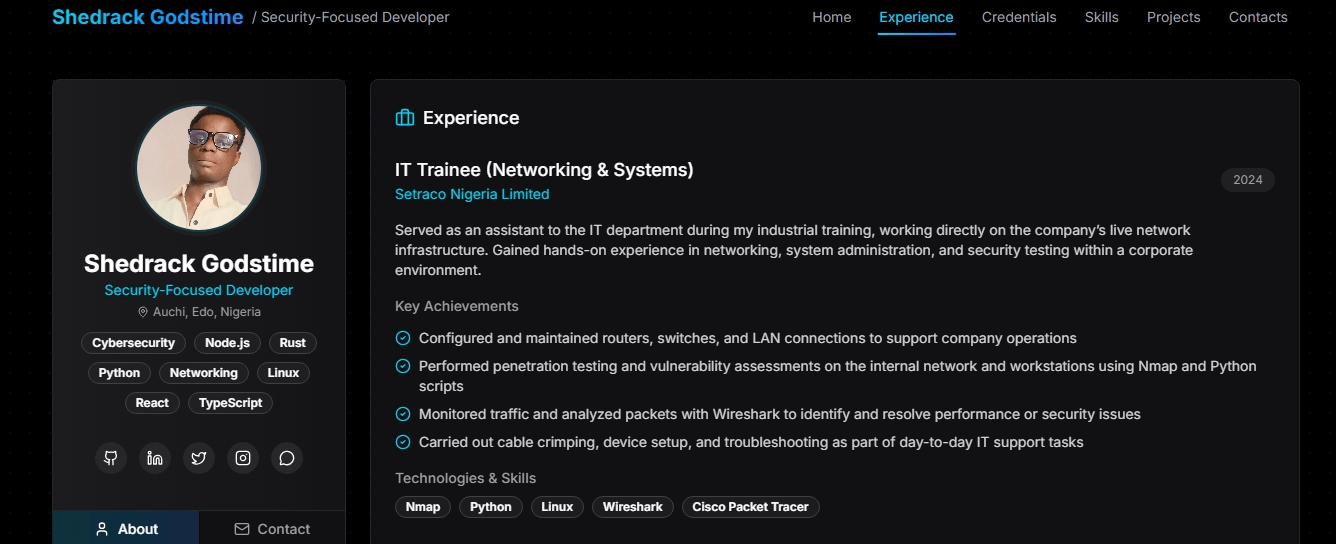 Shedrack Godstime / Security-Focused Developer
Home Experience Credentials Skills Projects Contacts
Shedrack Godstime
Security-Focused Developer
Auchi, Edo, Nigeria
Cybersecurity Node.js Rust
Python Networking Linux
React TypeScript
About Contact
Experience
IT Trainee (Networking & Systems)
2024
Setraco Nigeria Limited
Served as an assistant to the IT department during my industrial training, working directly on the company’s live network
infrastructure. Gained hands-on experience in networking, system administration, and security testing within a corporate
environment.
Key Achievements
Configured and maintained routers, switches, and LAN connections to support company operations
Performed penetration testing and vulnerability assessments on the internal network and workstations using Nmap and Python
scripts
Monitored traffic and analyzed packets with Wireshark to identify and resolve performance or security issues
Carried out cable crimping, device setup, and troubleshooting as part of day-to-day IT support tasks
Technologies & Skills
Nmap Python Linux Wireshark Cisco Packet Tracer